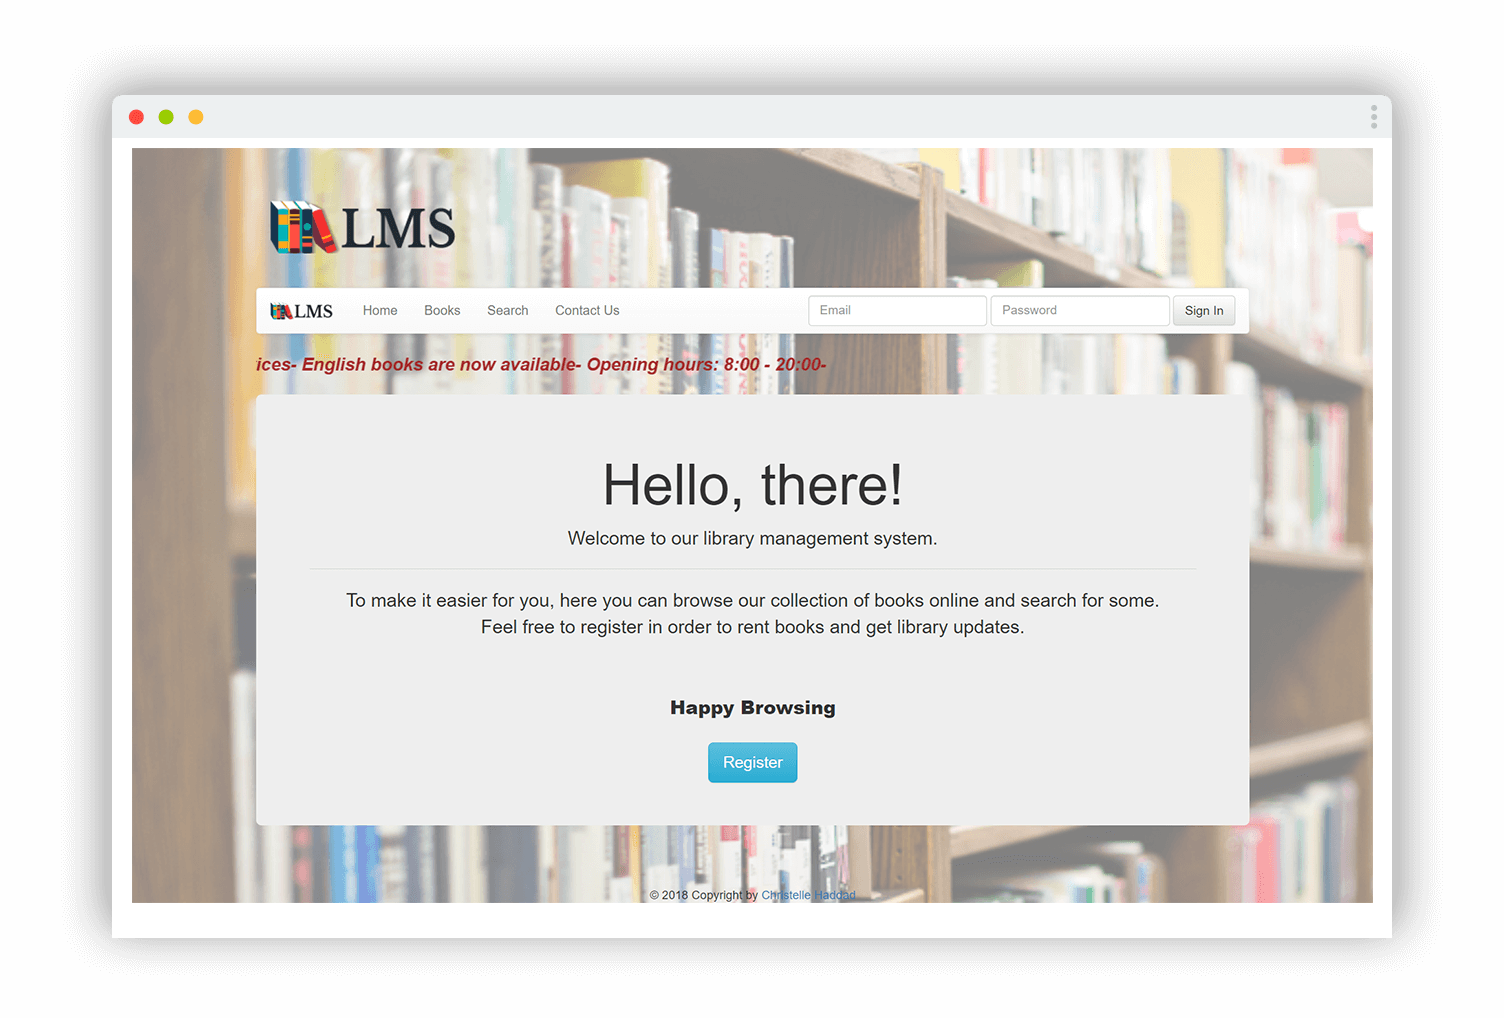 LMS
LMS Home Books Search Contact Us Email Password Sign In
ices- English books are now available- Opening hours: 8:00 - 20:00-
Hello, there!
Welcome to our library management system.
To make it easier for you, here you can browse our collection of books online and search for some.
Feel free to register in order to rent books and get library updates.
Happy Browsing
Register
© 2018 Copyright by Christelle Haddad